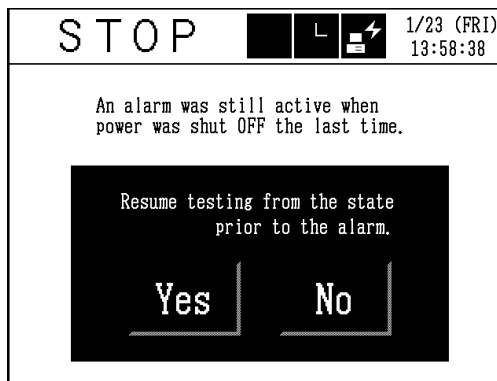 STOP
1/23 (FRI)
13:58:38
An alarm was still active when
power was shut OFF the last time.
Resume testing from the state
prior to the alarm.
Yes
No